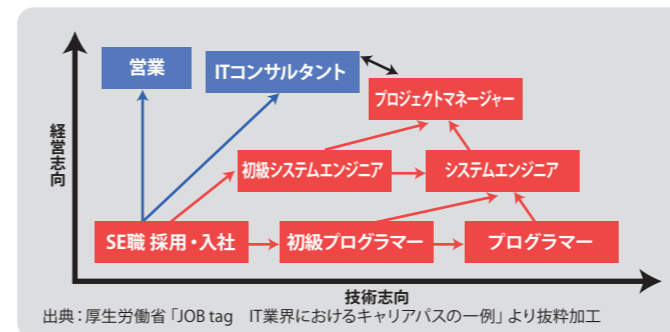 営業
ITコンサルタント
プロジェクトマネージャー
経営志向
初級システムエンジニア
システムエンジニア
SE職 採用・入社
初級プログラマー
プログラマー
技術志向
出典：厚生労働省「JOB tag　IT業界におけるキャリアパスの一例」より抜粋加工